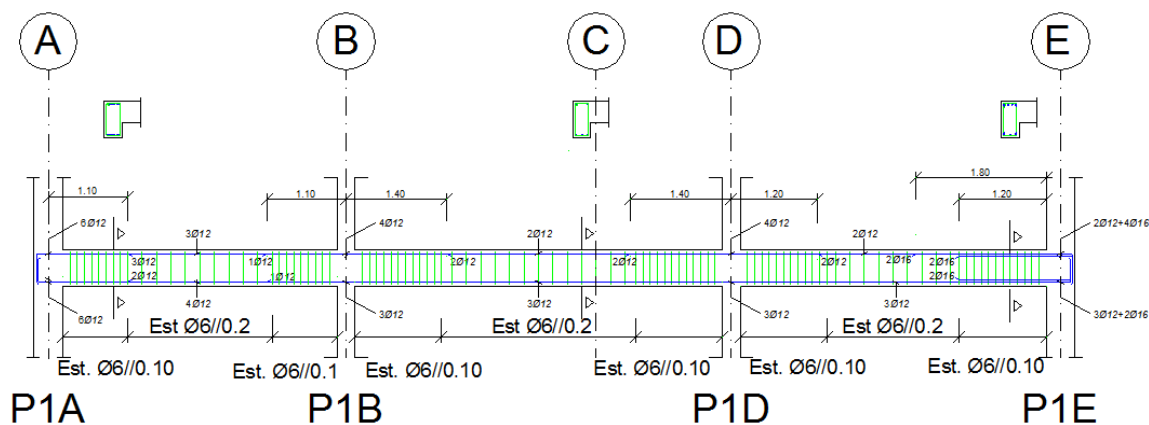 A B C D E
1.80
1.10 1.10 1.40 1.40 1.20 1.20
6Ø12 4Ø12 4Ø12 2Ø12+4Ø16
3Ø12 2Ø12 2Ø12
3Ø12 1Ø12 2Ø12 2Ø12 2Ø12 2Ø16 2Ø16
2Ø12 1Ø12 2Ø16
4Ø12 3Ø12 3Ø12
6Ø12 3Ø12 3Ø12 3Ø12+2Ø16
Est Ø6//0.2 Est Ø6//0.2 Est Ø6//0.2
Est. Ø6//0.10 Est. Ø6//0.1 Est. Ø6//0.10 Est. Ø6//0.10 Est. Ø6//0.10 Est. Ø6//0.10
P1A P1B P1D P1E